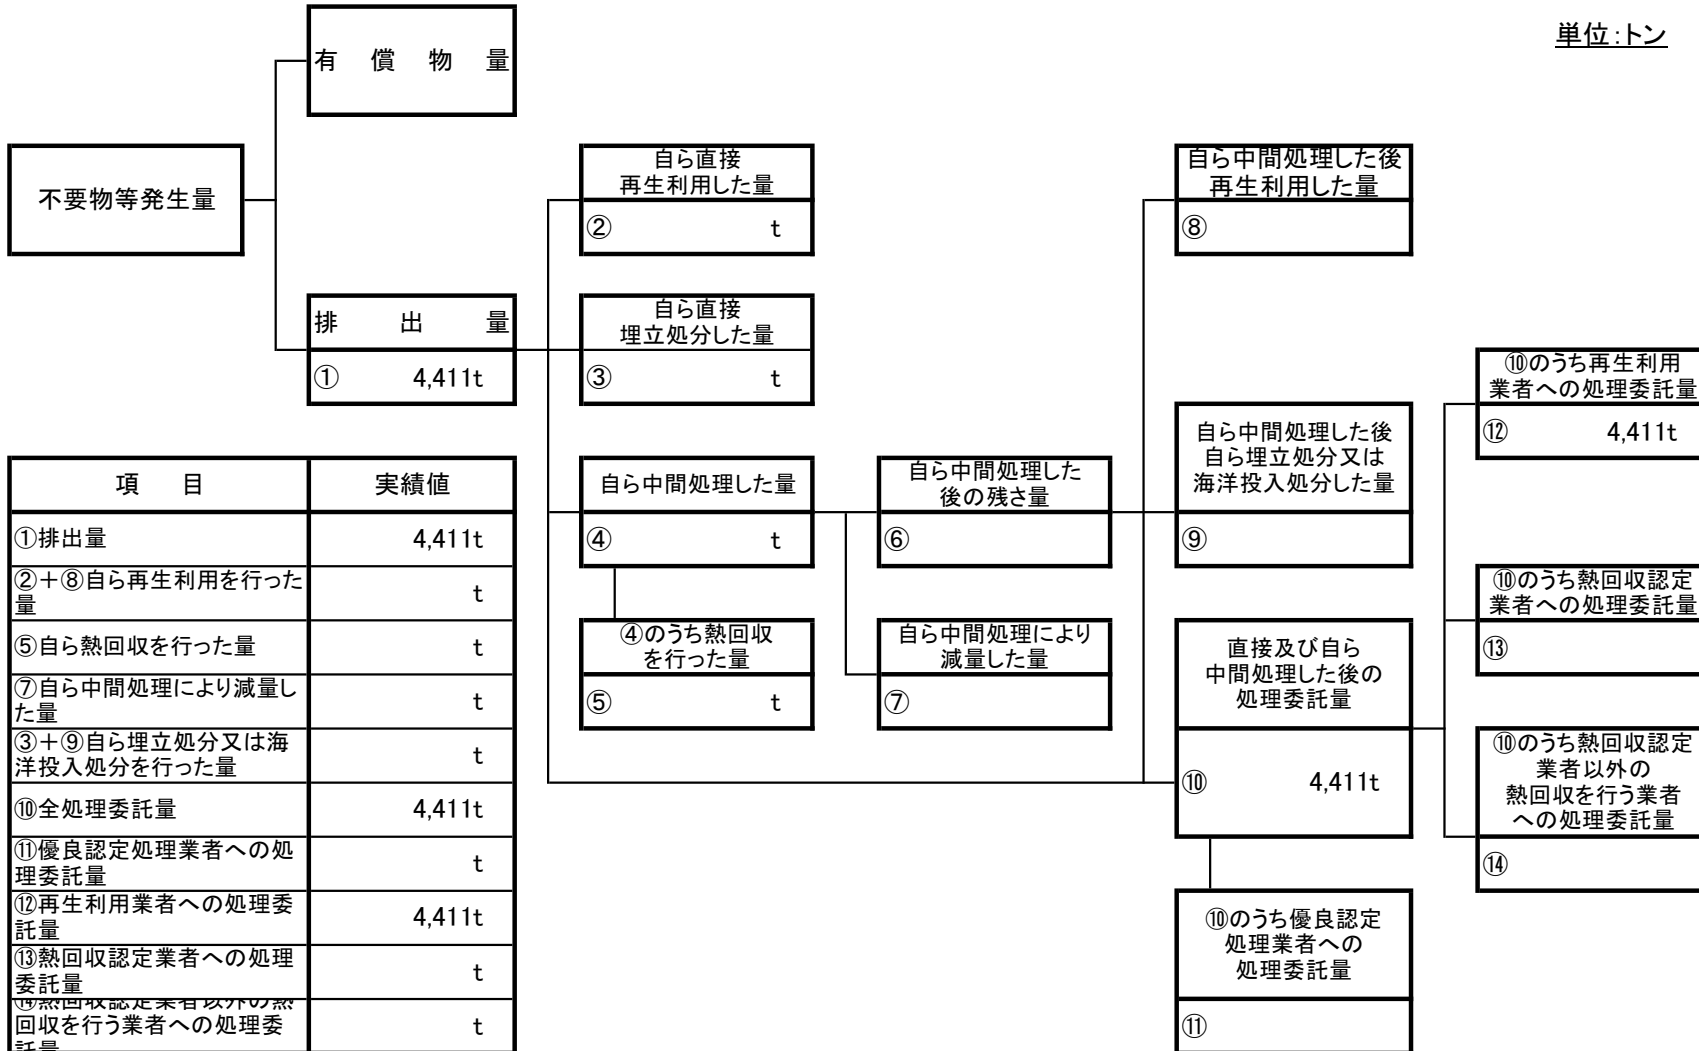 単位：トン
有　償　物　量
不要物等発生量
自ら直接
再生利用した量
② t
自ら中間処理した後
再生利用した量
⑧
排　出　量
① 4,411t
自ら直接
埋立処分した量
③ t
⑩のうち再生利用
業者への処理委託量
⑫ 4,411t
自ら中間処理した量
④ t
自ら中間処理した
後の残さ量
⑥
自ら中間処理した後
自ら埋立処分又は
海洋投入処分した量
⑨
⑩のうち熱回収認定
業者への処理委託量
⑬
④のうち熱回収
を行った量
⑤ t
自ら中間処理により
減量した量
⑦
直接及び自ら
中間処理した後の
処理委託量
⑩ 4,411t
⑩のうち熱回収認定
業者以外の
熱回収を行う業者
への処理委託量
⑭
⑩のうち優良認定
処理業者への
処理委託量
⑪
項　目 実績値
①排出量 4,411t
②＋⑧自ら再生利用を行った
量 t
⑤自ら熱回収を行った量 t
⑦自ら中間処理により減量し
た量 t
③＋⑨自ら埋立処分又は海
洋投入処分を行った量 t
⑩全処理委託量 4,411t
⑪優良認定処理業者への処
理委託量 t
⑫再生利用業者への処理委
託量 4,411t
⑬熱回収認定業者への処理
委託量 t
⑭熱回収認定業者以外の熱
回収を行う業者への処理委
託量 t